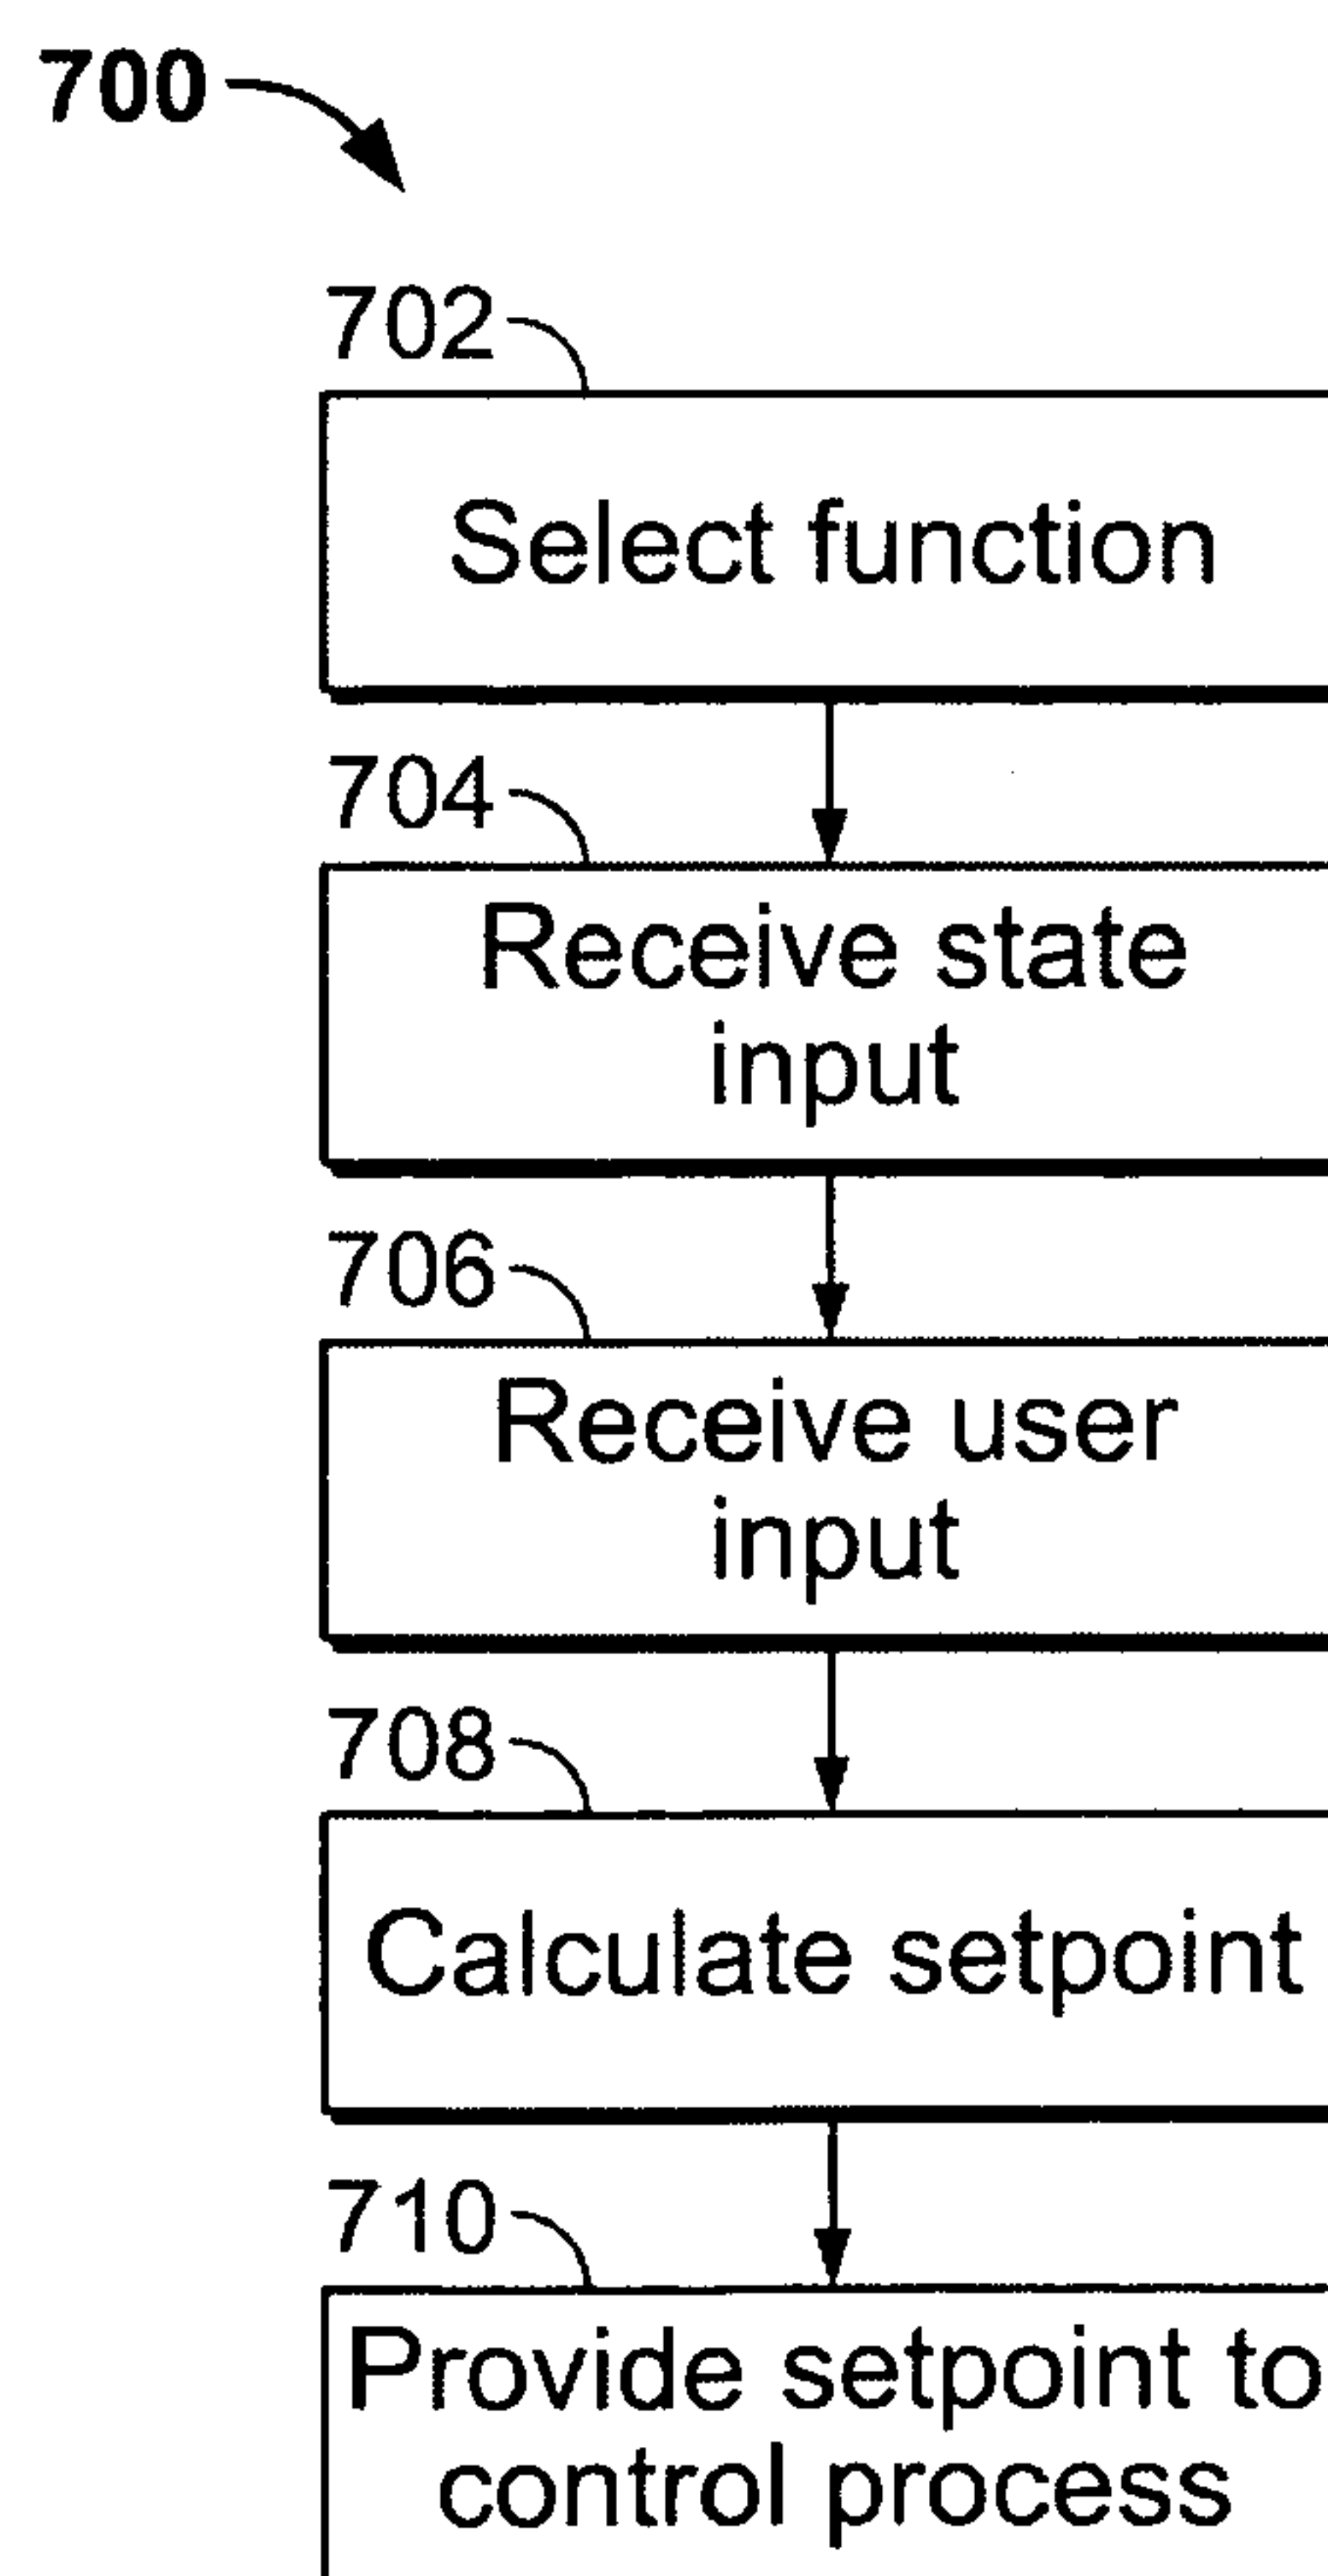 700
702
Select function
704
Receive state
input
706
Receive user
input
708
Calculate setpoint
710
Provide setpoint to
control process